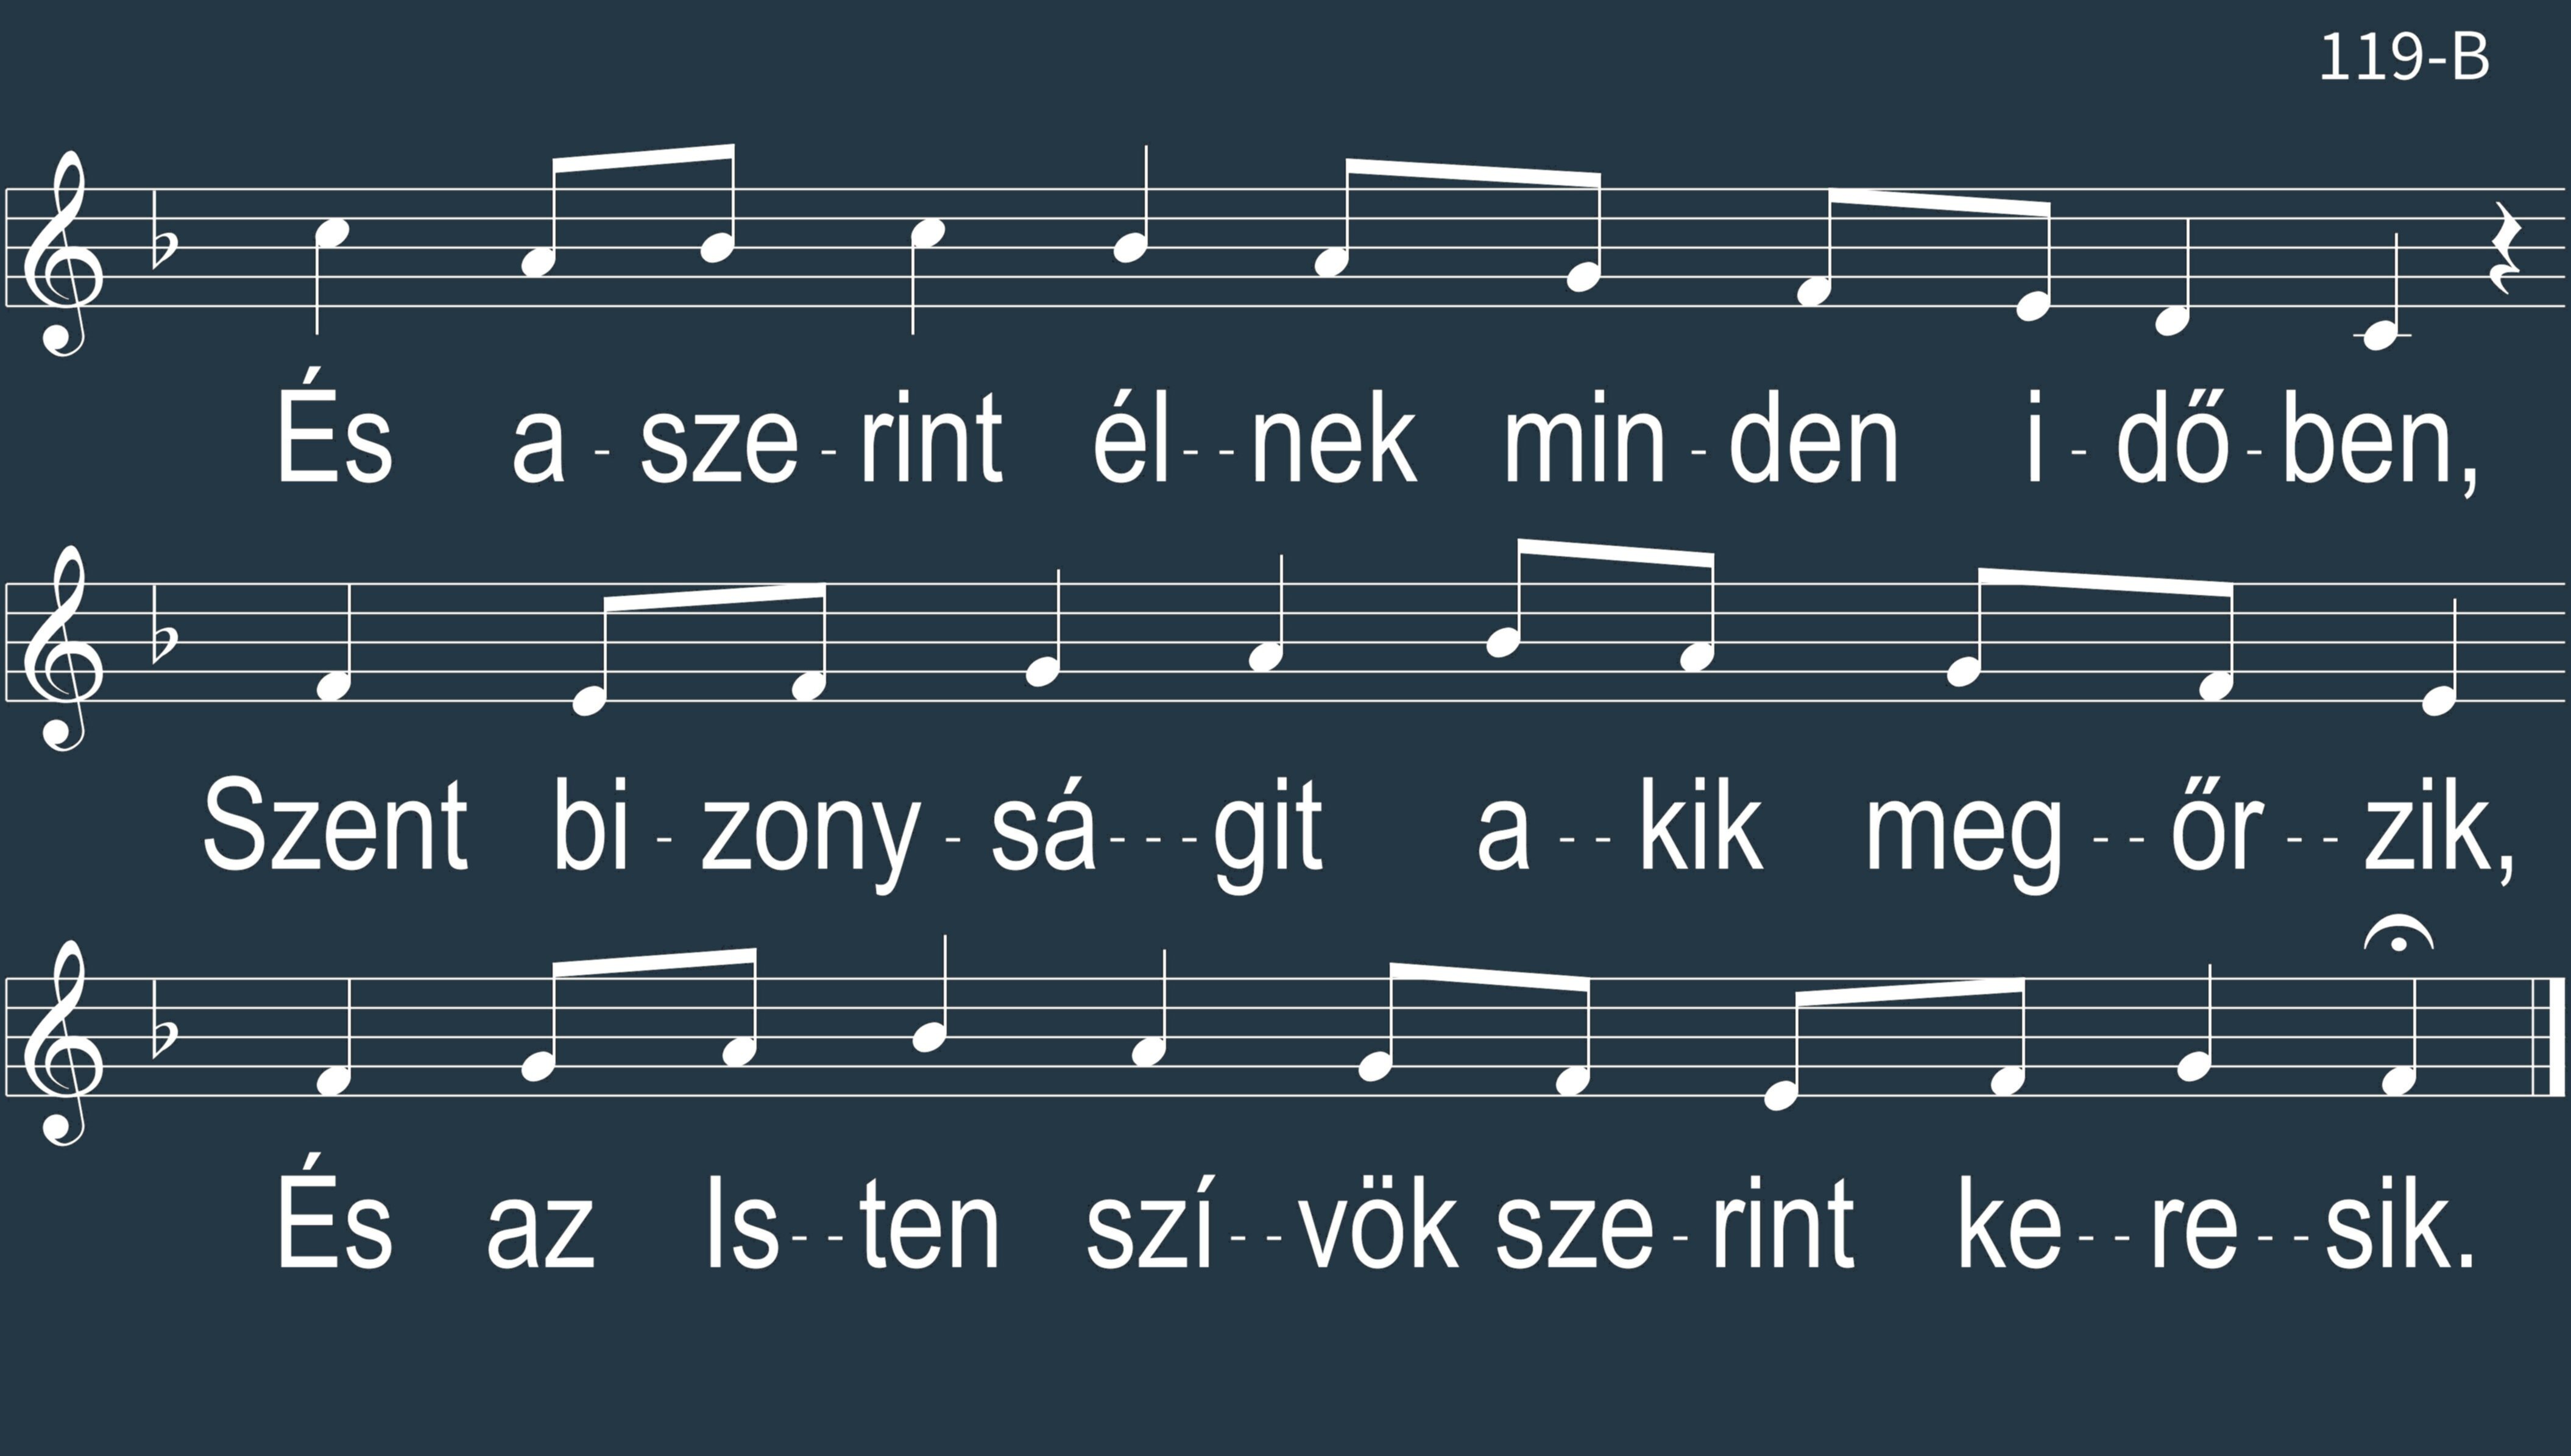 119-B
És a - sze - rint él - - nek min - den i - dő - ben,
Szent bi - zony - sá - - - git a - - kik meg - - őr - - zik,
És az Is - - ten szí - - vök sze - rint ke - - re - - sik.